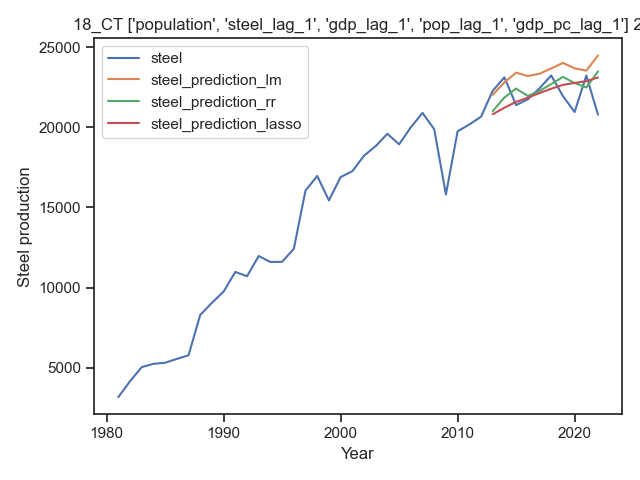 18_CT ['population', 'steel_lag_1', 'gdp_lag_1', 'pop_lag_1', 'gdp_pc_lag_1'] 2
25000
20000
15000
10000
5000
Steel production
steel
steel_prediction_lm
steel_prediction_rr
steel_prediction_lasso
1980
1990
2000
2010
2020
Year